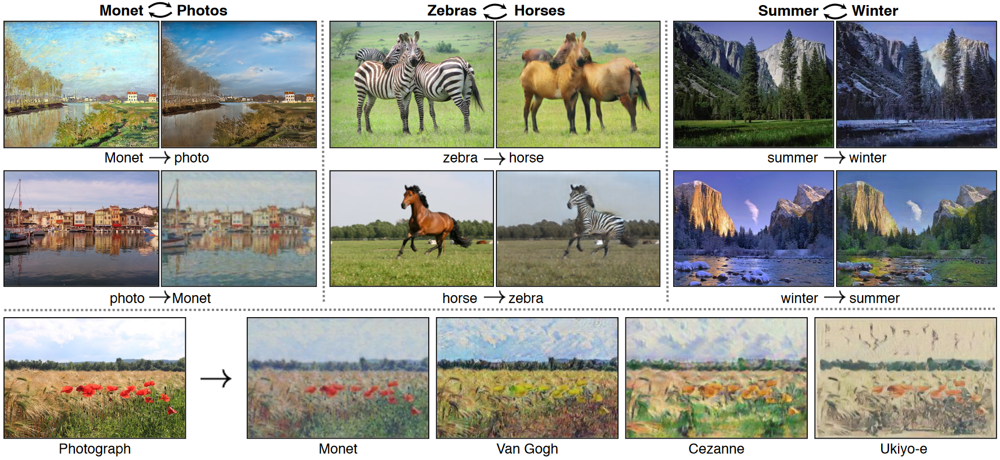 Monet Photos
Zebras Horses
Summer Winter
Monet → photo
zebra → horse
summer → winter
photo → Monet
horse → zebra
winter → summer
→
Photograph
Monet
Van Gogh
Cezanne
Ukiyo-e